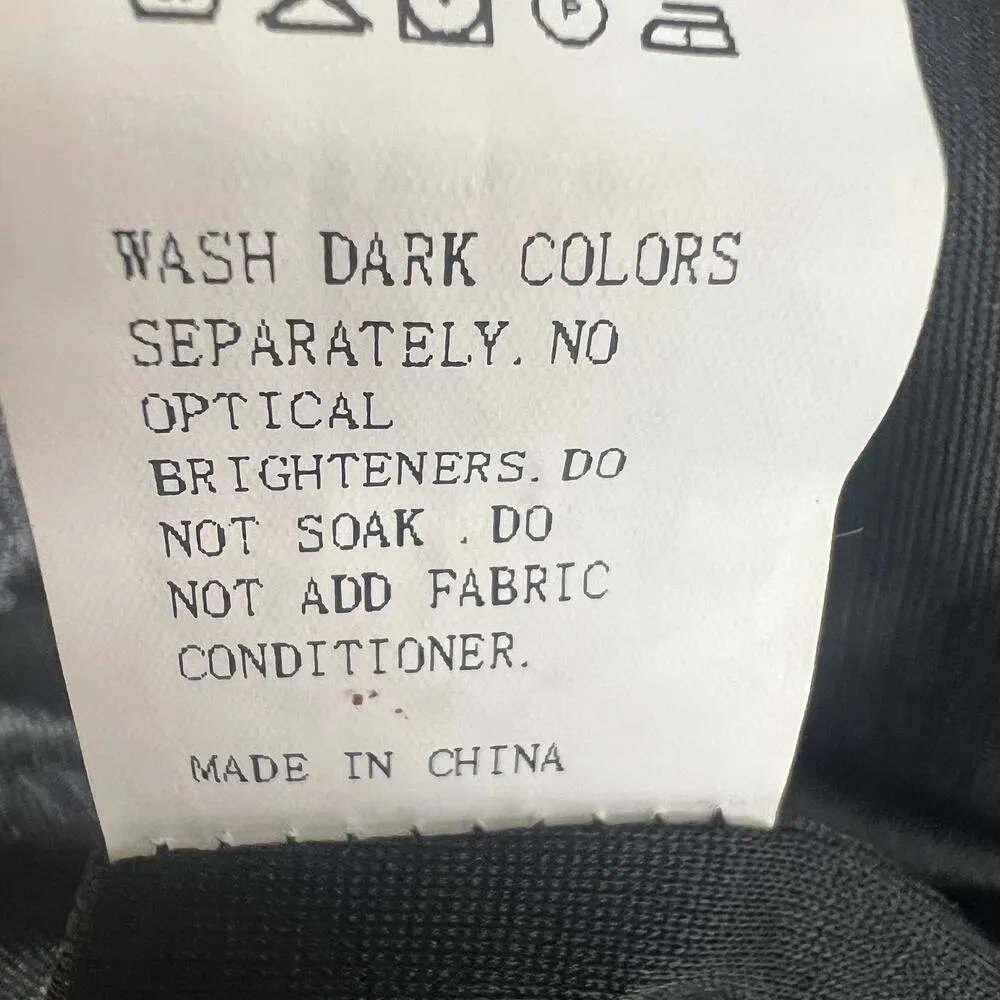 P
WASH DARK COLORS
SEPARATELY. NO
OPTICAL
BRIGHTENERS. DO
NOT SOAK . DO
NOT ADD FABRIC
CONDITIONER.
MADE IN CHINA